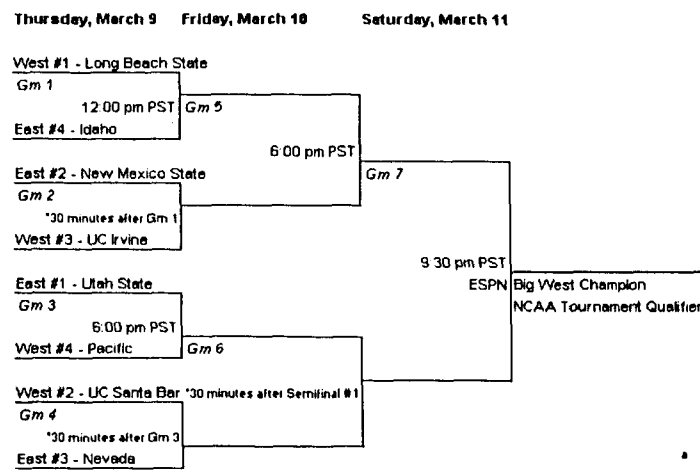 Thursday, March 9 Friday, March 10 Saturday, March 11
West #1 - Long Beach State
Gm 1
12:00 pm PST Gm 5
East #4 - Idaho
6:00 pm PST
East #2 - New Mexico State
Gm 7
Gm 2
*30 minutes after Gm 1
West #3 - UC Irvine
9:30 pm PST
East #1 - Utah State
ESPN Big West Champion
Gm 3
NCAA Tournament Qualifier
6:00 pm PST
West #4 - Pacific
Gm 6
West #2 - UC Santa Bar *30 minutes after Semifinal #1
Gm 4
*30 minutes after Gm 3
East #3 - Nevada